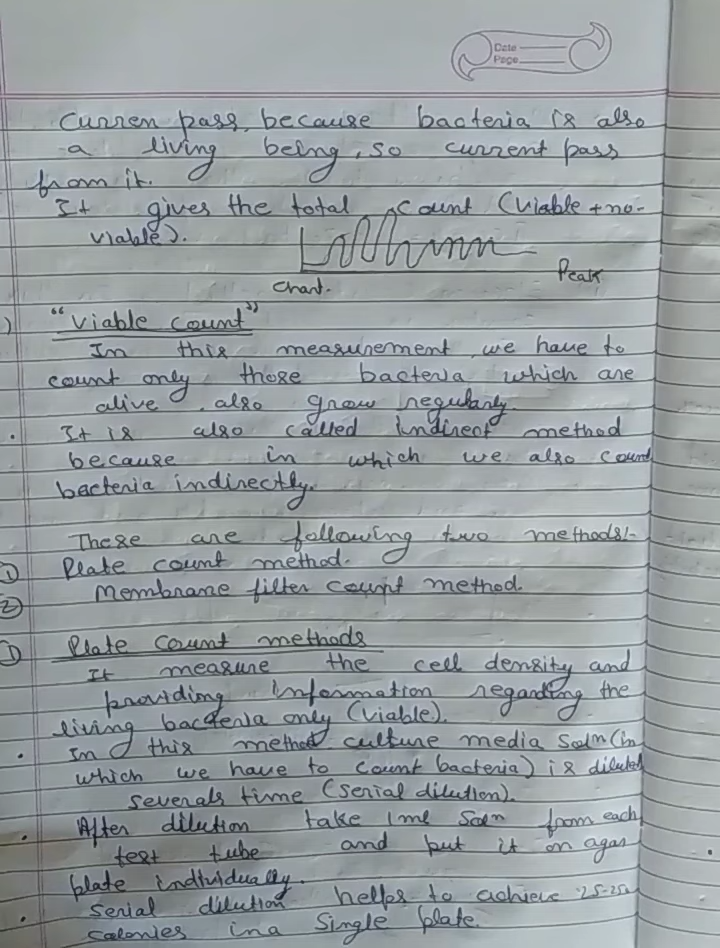 Date
Page
Curren pass, because bacteria is also
a living being, so current pass
from it.
It gives the total count (viable + no-
viable).
Peak
Chart.
"Viable count"
In this measurement we have to
count only those bacteria which are
alive also grow regularly.
It is also called indirect method
because in which we also count
bacteria indirectly.
These are following two methods:-
① Plate count method.
② Membrane filter count method.
① Plate count methods
It measure the cell density and
providing information regarding the
living bacteria only (viable).
In this method culture media soln (in
which we have to count bacteria) is diluted
severals time (serial dilution).
After dilution take 1ml soln from each
test tube and put it on agar
plate individually.
serial dilution helps to achieve 25-250
colonies in a single plate.